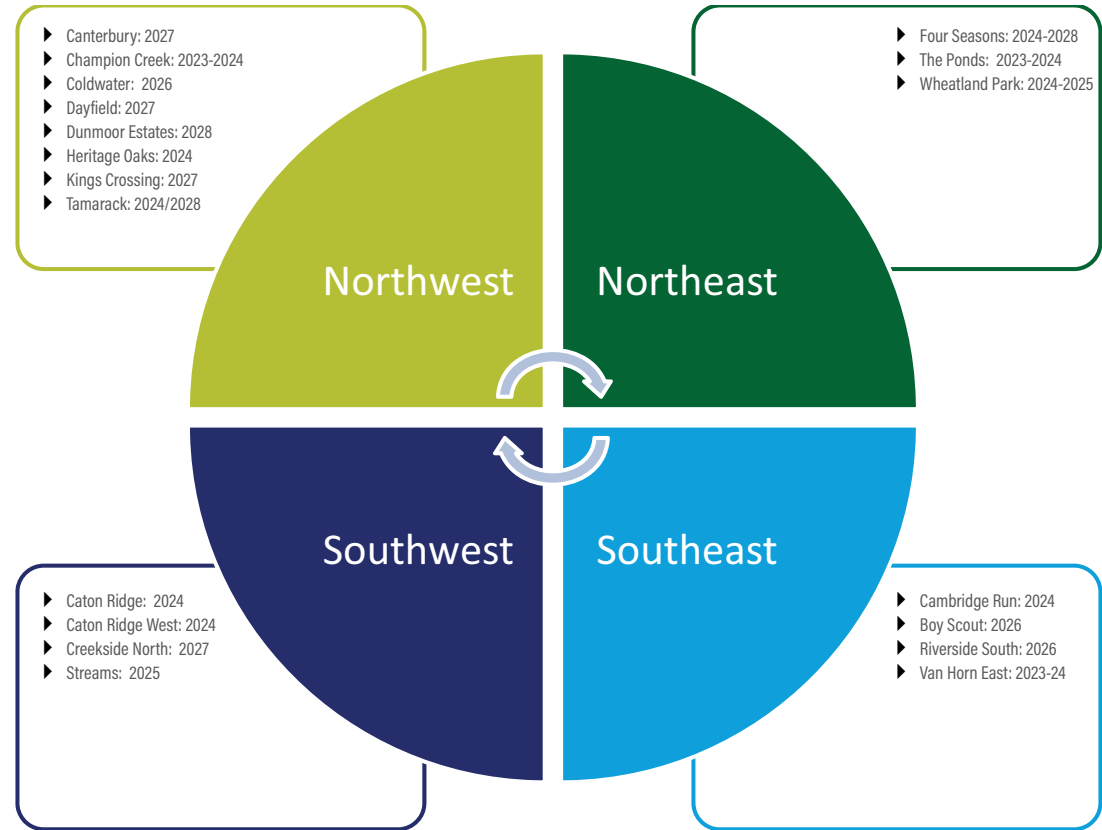 Canterbury: 2027
Champion Creek: 2023-2024
Coldwater: 2026
Dayfield: 2027
Dunmoor Estates: 2028
Heritage Oaks: 2024
Kings Crossing: 2027
Tamarack: 2024/2028
Four Seasons: 2024-2028
The Ponds: 2023-2024
Wheatland Park: 2024-2025
Northwest
Northeast
Southwest
Southeast
Caton Ridge: 2024
Caton Ridge West: 2024
Creekside North: 2027
Streams: 2025
Cambridge Run: 2024
Boy Scout: 2026
Riverside South: 2026
Van Horn East: 2023-24